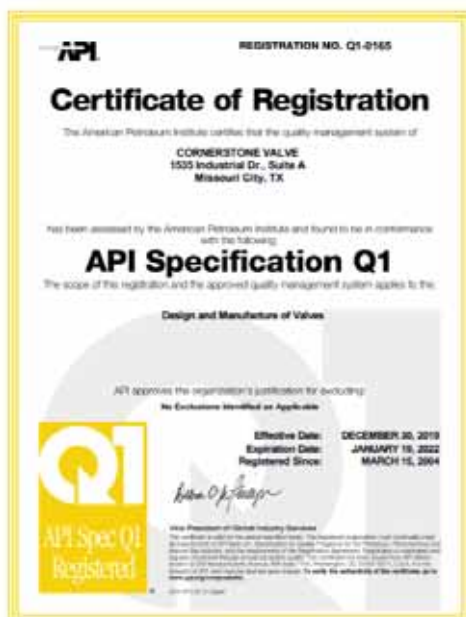 API
REGISTRATION NO. Q1-0165
Certificate of Registration
The American Petroleum Institute certifies that the quality management system of
CORNERSTONE VALVE
1535 Industrial Dr., Suite A
Missouri City, TX
has been assessed by the American Petroleum Institute and found to be in conformance
with the following:
API Specification Q1
The scope of this registration and the approved quality management system applies to the
Design and Manufacture of Valves
API approves the organization's justification for excluding:
No Exclusions Identified as Applicable
Effective Date: DECEMBER 30, 2019
Expiration Date: JANUARY 19, 2022
Registered Since: MARCH 15, 2004
Q1
API Spec Q1
Registered
Vice President of Global Industry Services